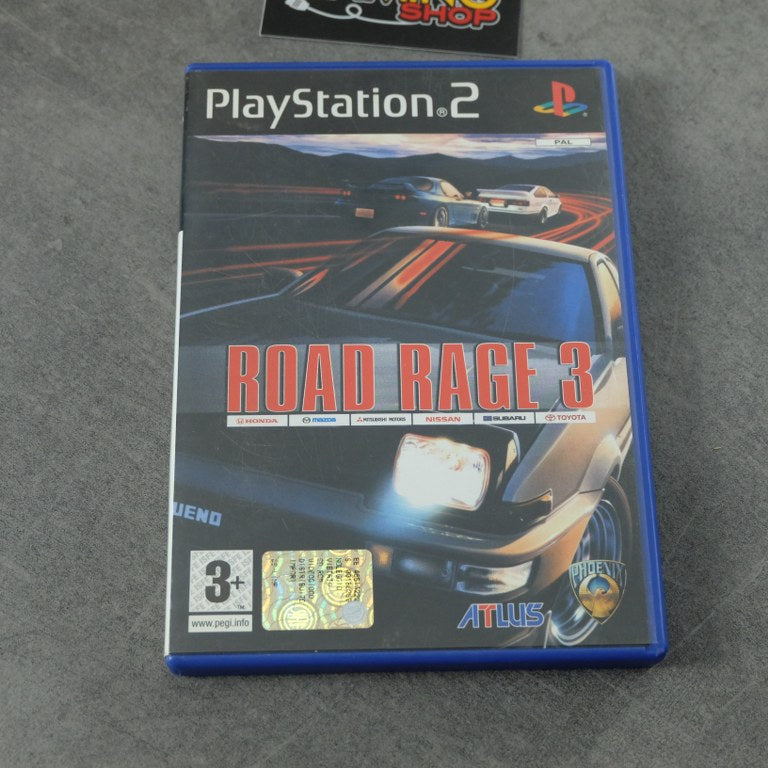 SHOP
PlayStation®2
PAL
ROAD RAGE 3
HONDA mazda MITSUBISHI MOTORS NISSAN SUBARU TOYOTA
UENO
3+
www.pegi.info
ATLUS
PHOENIX